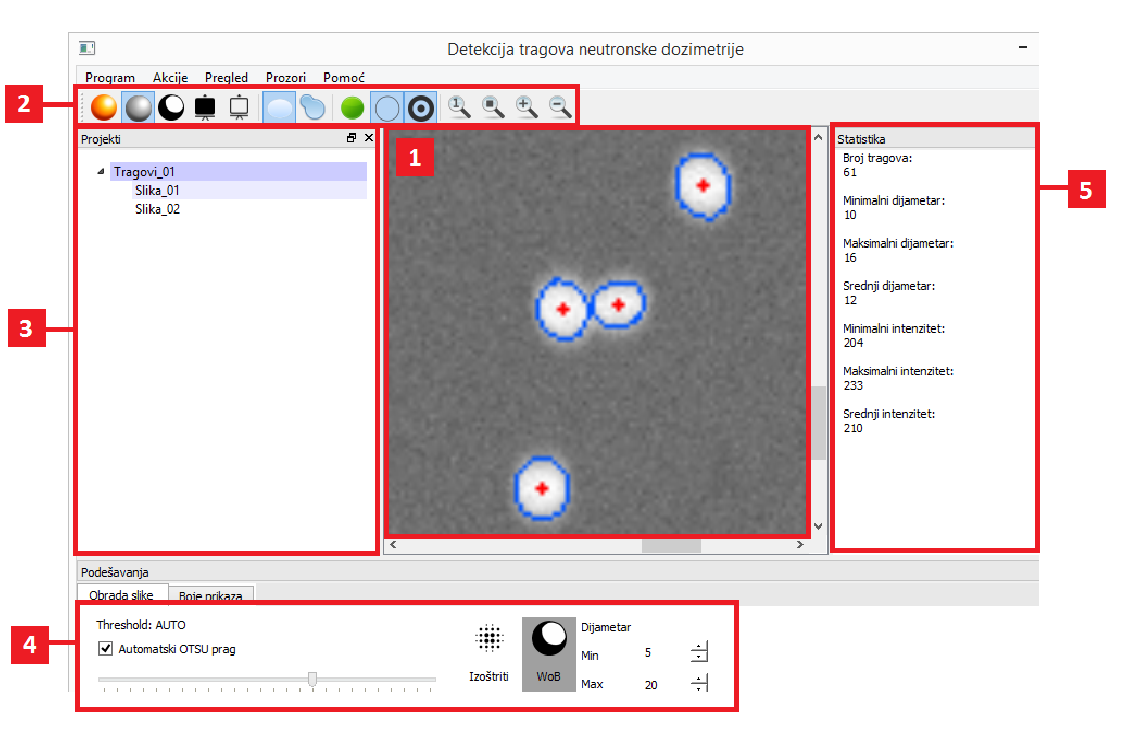 Detekcija tragova neutronske dozimetrije
Program Akcije Pregled Prozori Pomoć
2
1
Projekti
Tragovi_01
Slika_01
Slika_02
3
1
Statistika
Broj tragova:
61
Minimalni dijametar:
10
Maksimalni dijametar:
16
Srednji dijametar:
12
Minimalni intenzitet:
204
Maksimalni intenzitet:
233
Srednji intenzitet:
210
5
Podešavanja
Obrada slike Boje prikaza
4
Threshold: AUTO
Automatski OTSU prag
Izoštriti
WoB
Dijametar
Min 5
Max 20